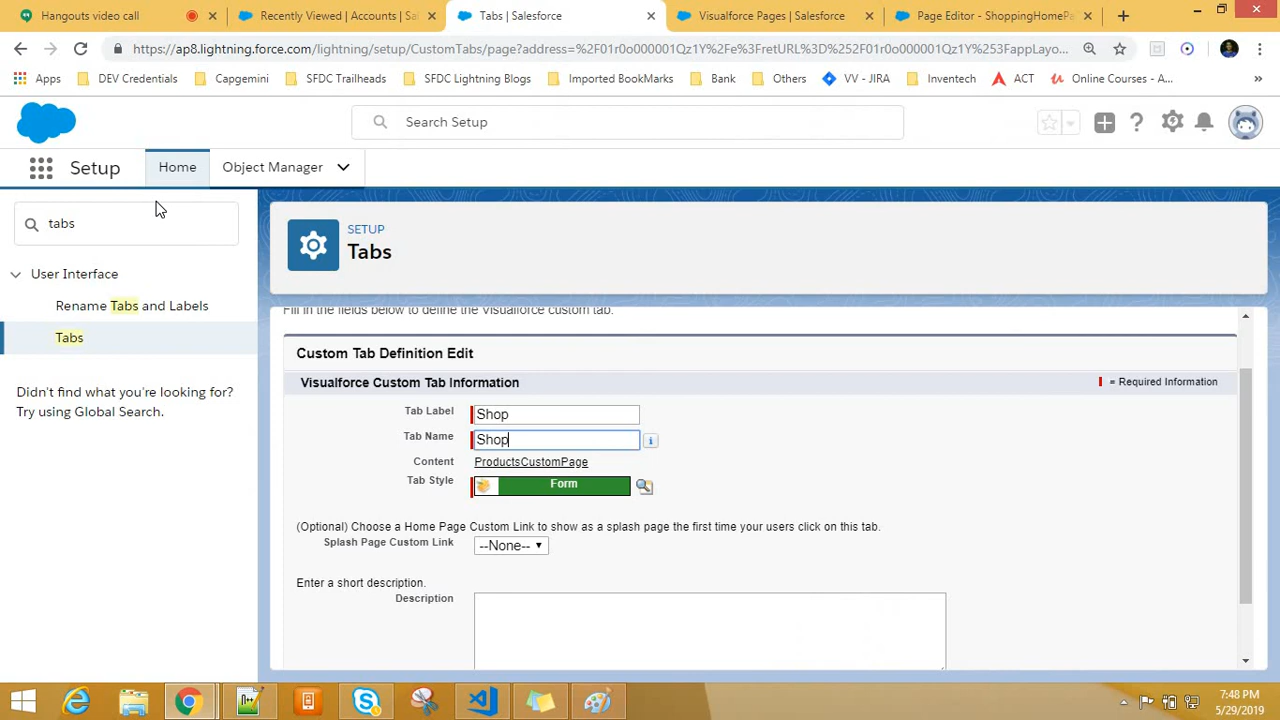 Hangouts video call
Recently Viewed | Accounts | Sal
Tabs | Salesforce
Visualforce Pages | Salesforce
Page Editor - ShoppingHomePa
https://ap8.lightning.force.com/lightning/setup/CustomTabs/page?address=%2F01r0o000001Qz1Y%2Fe%3FretURL%3D%252F01r0o000001Qz1Y%253FappLayo...
Apps
DEV Credentials
Capgemini
SFDC Trailheads
SFDC Lightning Blogs
Imported BookMarks
Bank
Others
VV - JIRA
Inventech
ACT
Online Courses - A...
Search Setup
Setup
Home
Object Manager
tabs
User Interface
Rename Tabs and Labels
Tabs
Didn't find what you're looking for?
Try using Global Search.
SETUP
Tabs
Fill in the fields below to define the Visualforce custom tab.
Custom Tab Definition Edit
Visualforce Custom Tab Information
= Required Information
Tab Label Shop
Tab Name Shop
Content ProductsCustomPage
Tab Style Form
(Optional) Choose a Home Page Custom Link to show as a splash page the first time your users click on this tab.
Splash Page Custom Link --None--
Enter a short description.
Description
7:48 PM
5/29/2019